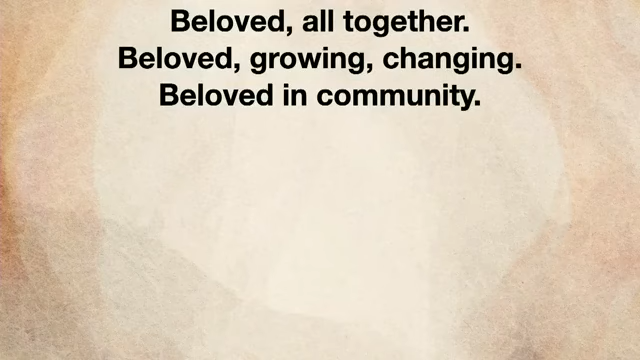 Beloved, all together.
Beloved, growing, changing.
Beloved in community.